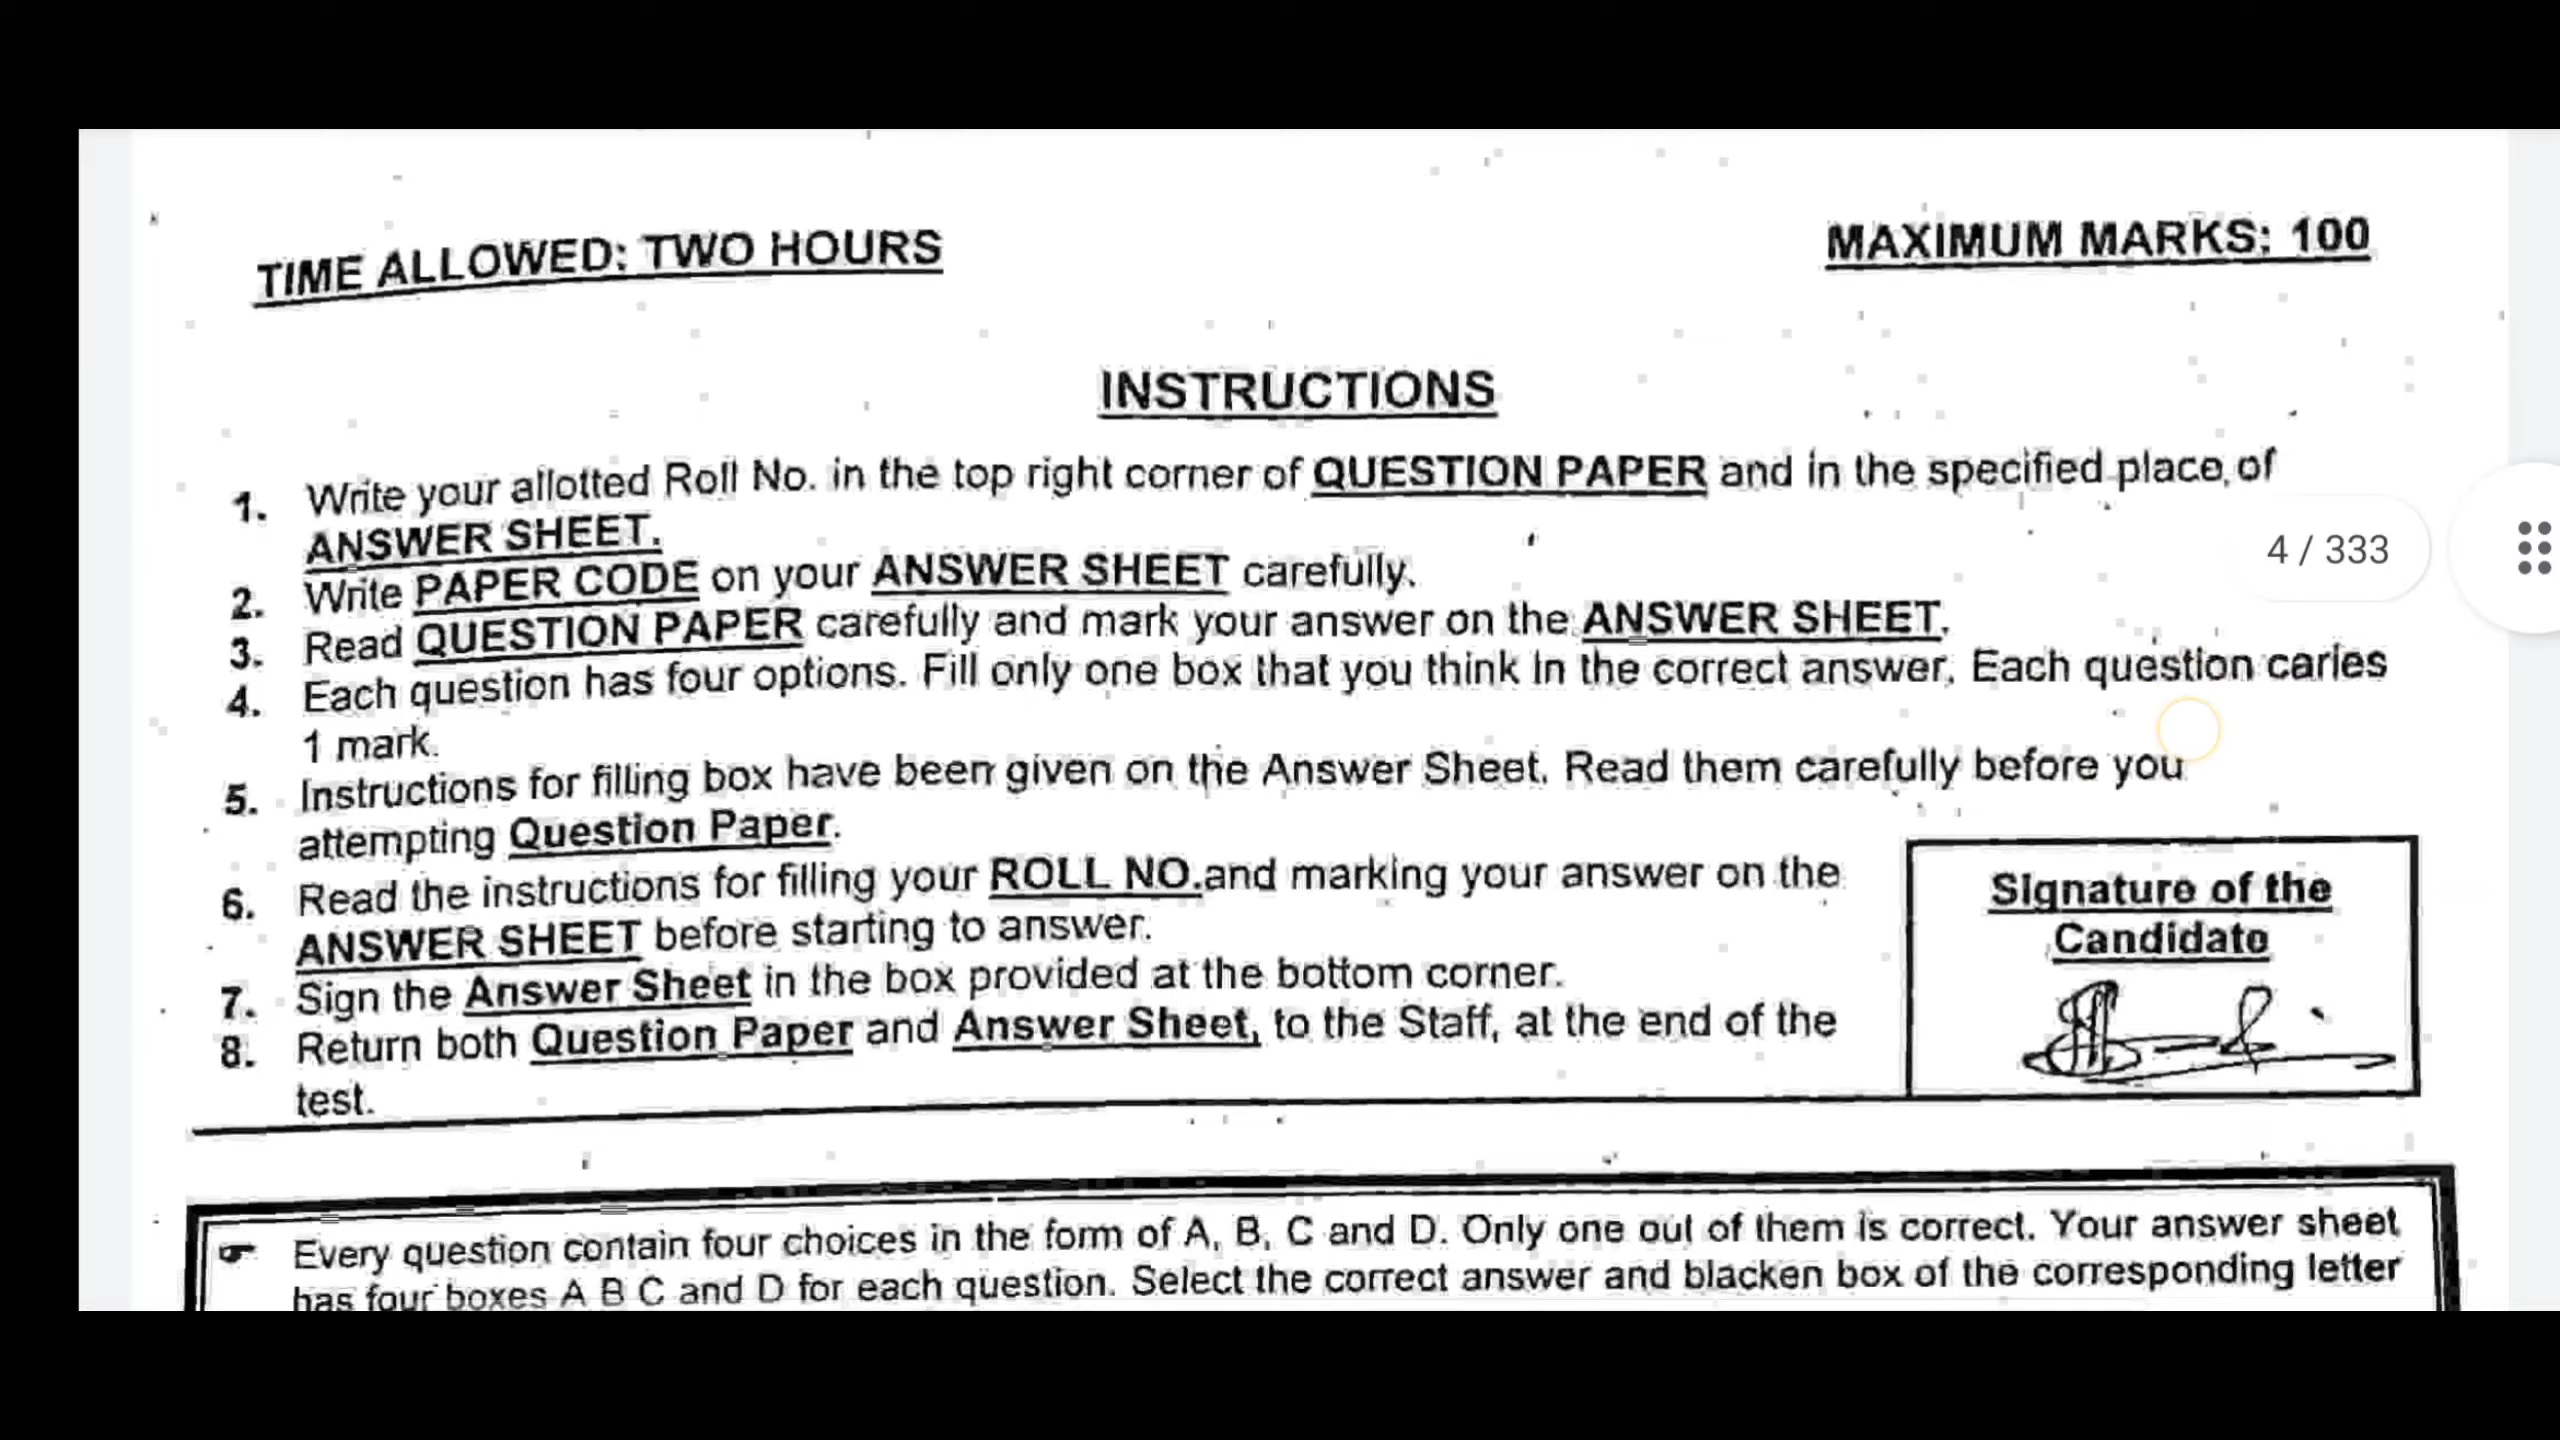 TIME ALLOWED: TWO HOURS
MAXIMUM MARKS: 100
INSTRUCTIONS
1. Write your allotted Roll No. in the top right corner of QUESTION PAPER and in the specified place of
ANSWER SHEET.
2. Write PAPER CODE on your ANSWER SHEET carefully.
3. Read QUESTION PAPER carefully and mark your answer on the ANSWER SHEET.
4. Each question has four options. Fill only one box that you think in the correct answer. Each question caries
1 mark.
5. Instructions for filling box have been given on the Answer Sheet. Read them carefully before you
attempting Question Paper.
6. Read the instructions for filling your ROLL NO.and marking your answer on the
ANSWER SHEET before starting to answer.
7. Sign the Answer Sheet in the box provided at the bottom corner.
8. Return both Question Paper and Answer Sheet, to the Staff, at the end of the
test.
Signature of the
Candidate
4 / 333
Every question contain four choices in the form of A, B, C and D. Only one out of them is correct. Your answer sheet
has four boxes A B C and D for each question. Select the correct answer and blacken box of the corresponding letter